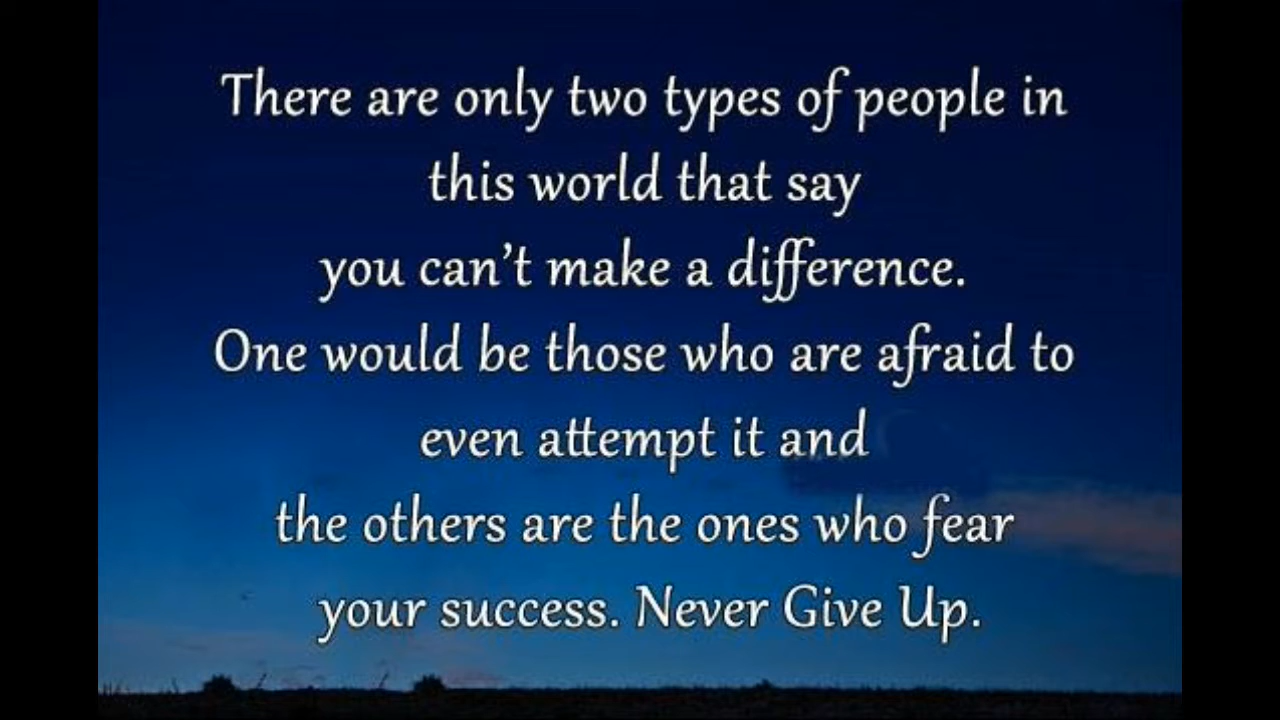 There are only two types of people in
this world that say
you can't make a difference.
One would be those who are afraid to
even attempt it and
the others are the ones who fear
your success. Never Give Up.